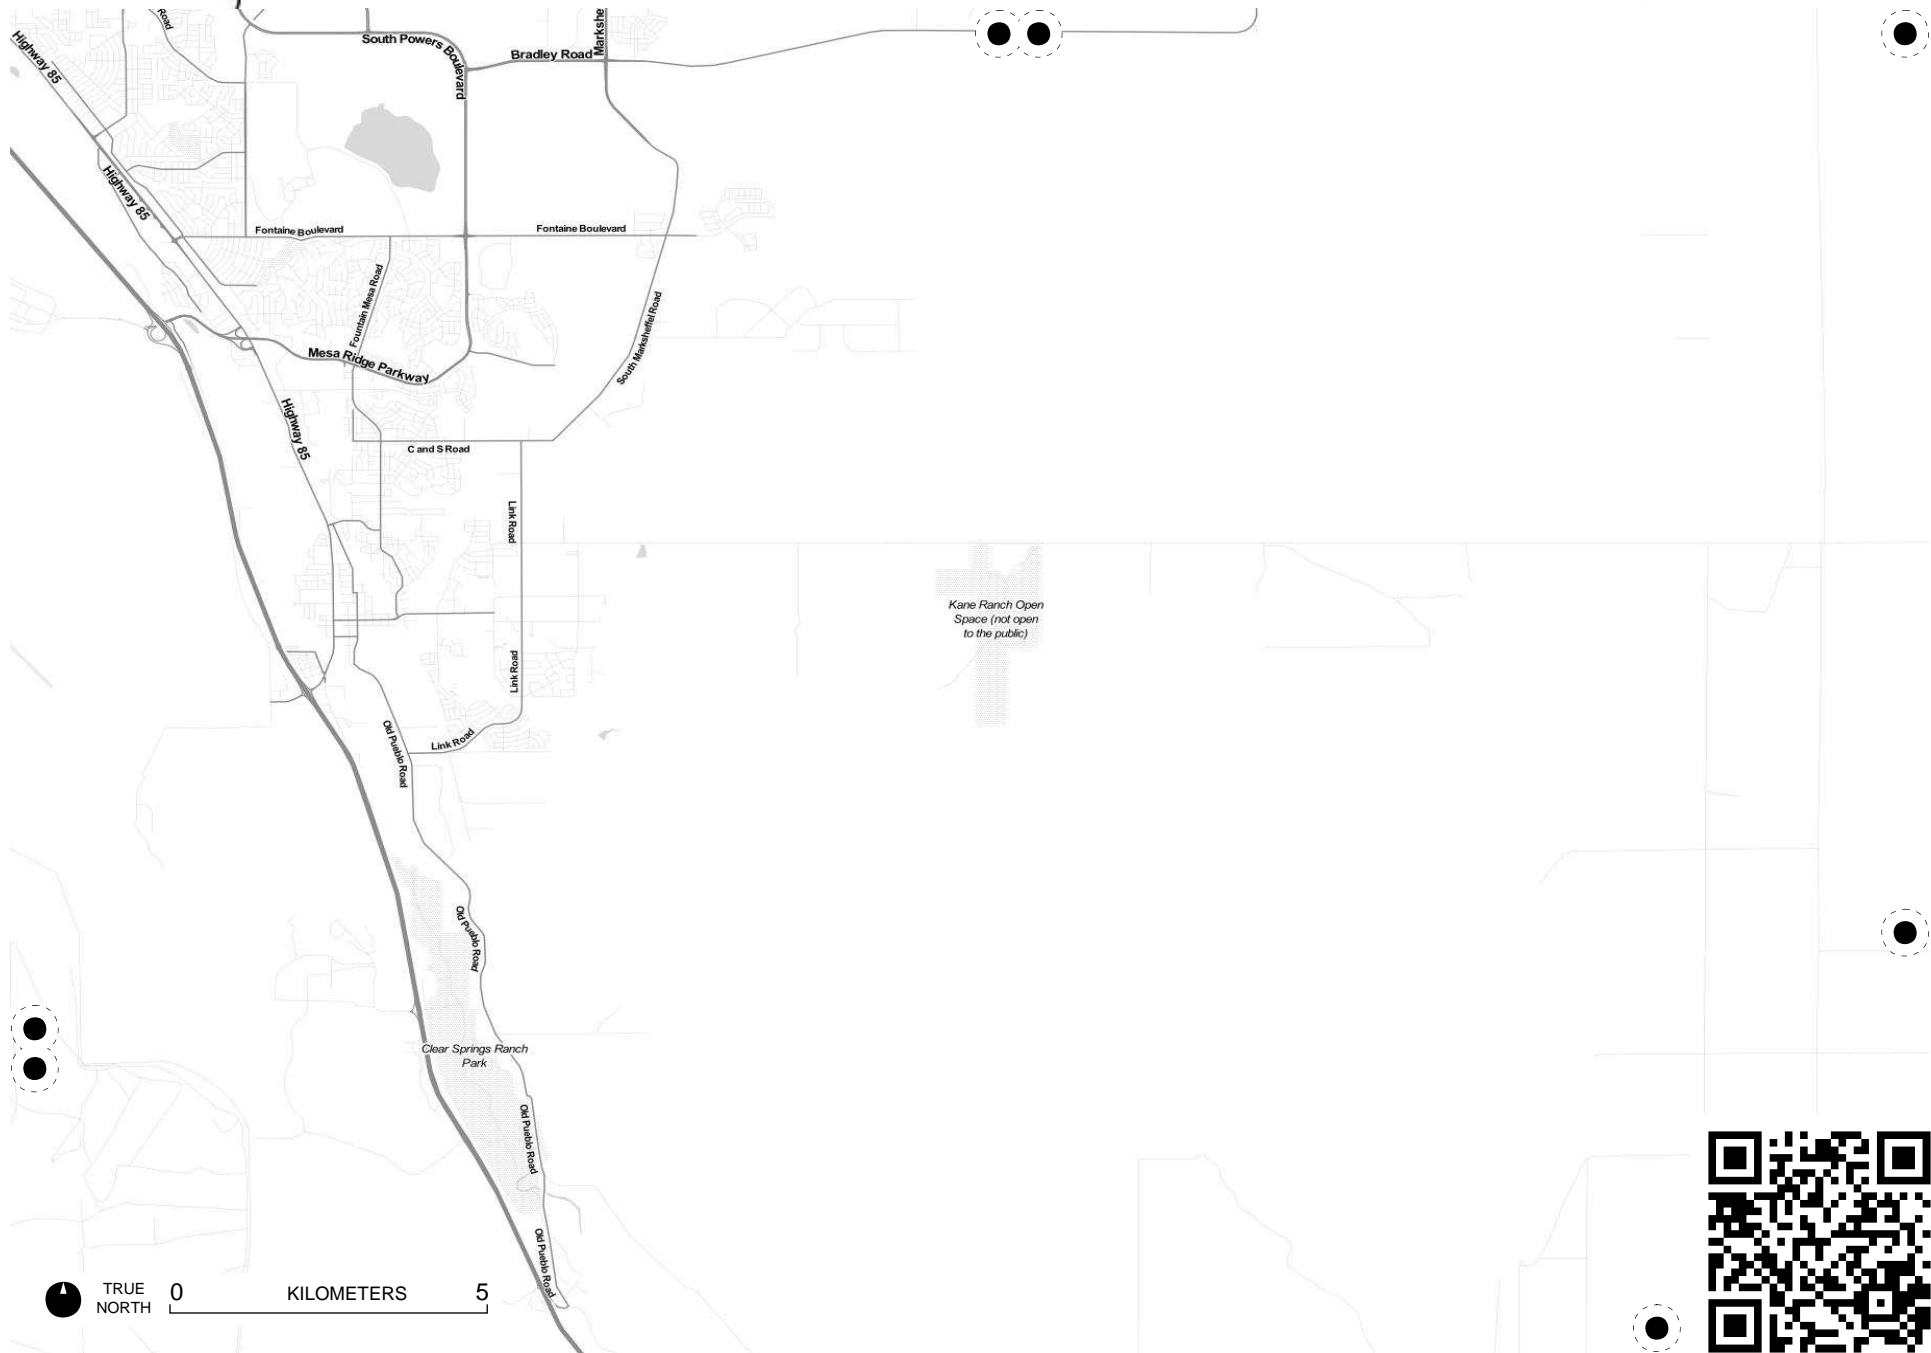 Road
Highway 85
South Powers Boulevard
Bradley Road
Markshe
Highway 85
Fontaine Boulevard
Fontaine Boulevard
Fountain Mesa Road
South Marksheffel Road
Mesa Ridge Parkway
Highway 85
C and S Road
Link Road
Kane Ranch Open
Space (not open
to the public)
Link Road
Old Pueblo Road
Link Road
Old Pueblo Road
Clear Springs Ranch
Park
Old Pueblo Road
Old Pueblo Road
TRUE
NORTH
0 KILOMETERS 5